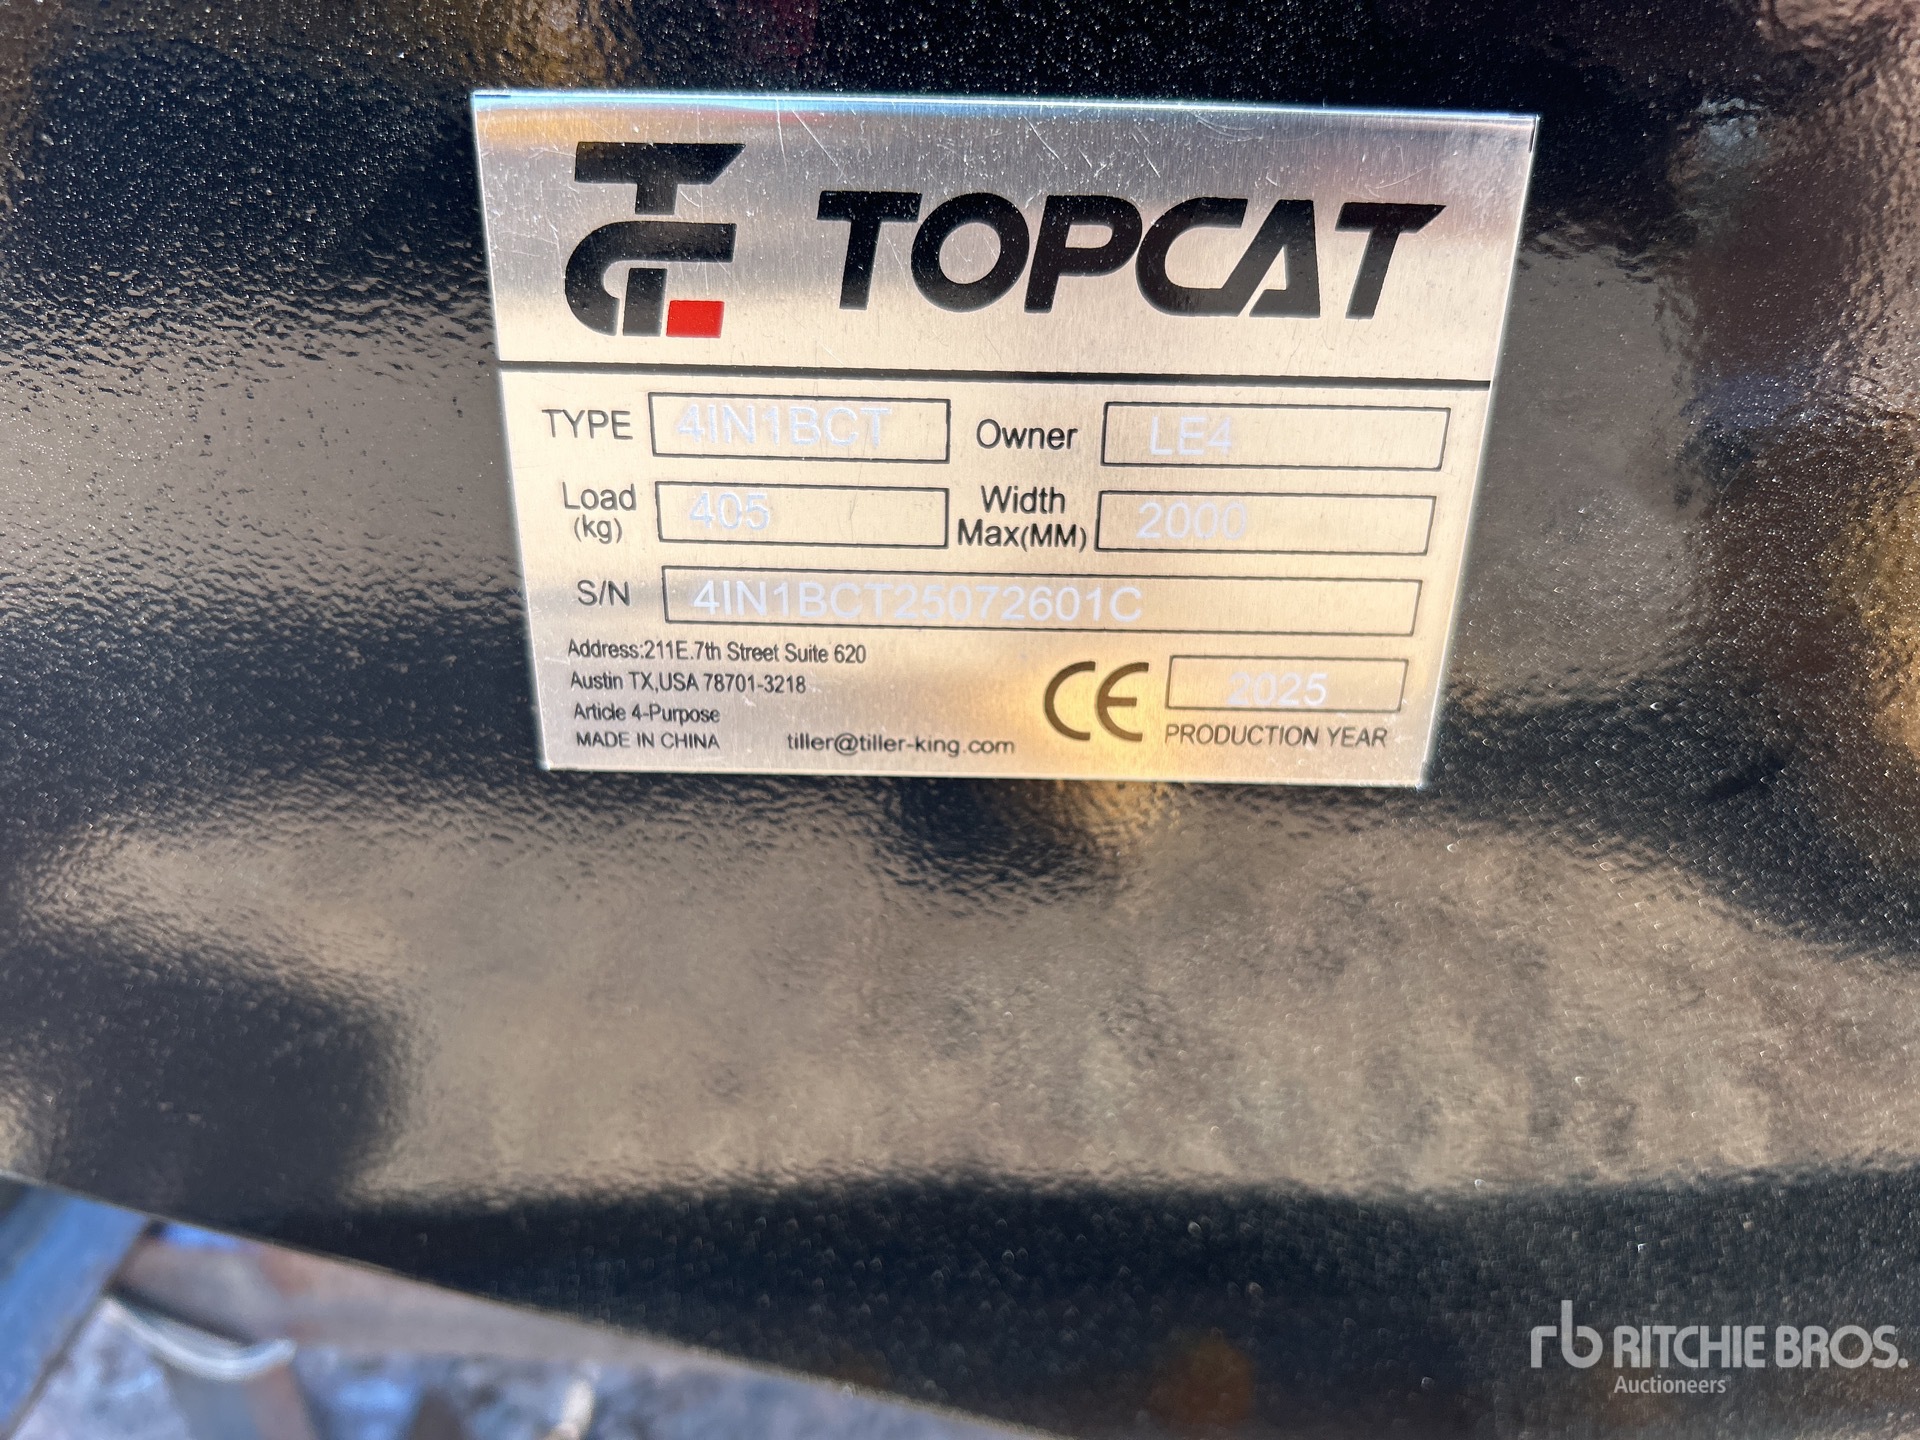 TOPCAT
TYPE 4IN1BCT Owner LE4
Load (kg) 405 Width Max(MM) 2000
S/N 4IN1BCT25072601C
Address:211E.7th Street Suite 620
Austin TX,USA 78701-3218
Article 4-Purpose
MADE IN CHINA tiller@tiller-king.com
CE 2025
PRODUCTION YEAR
rb RITCHIE BROS.
Auctioneers